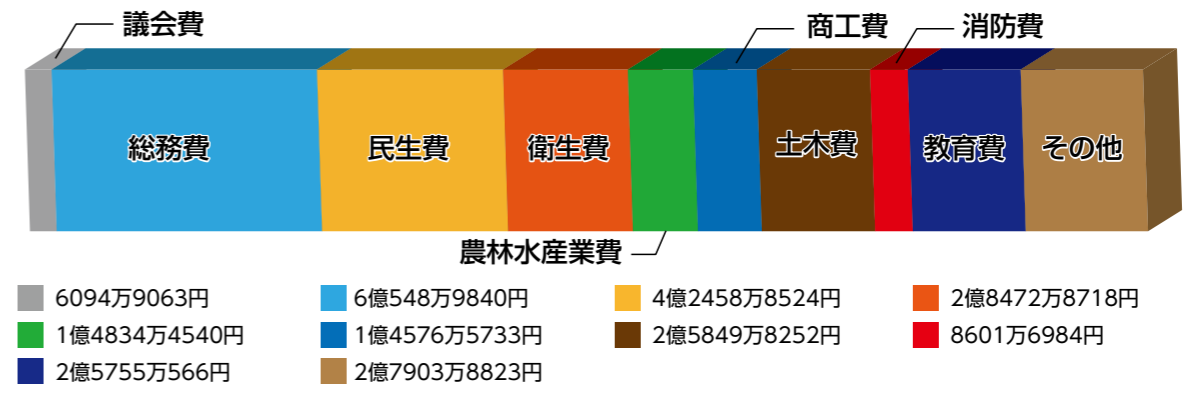 議会費
商工費
消防費
総務費
民生費
衛生費
土木費
教育費
その他
農林水産業費
6094万9063円
6億548万9840円
4億2458万8524円
2億8472万8718円
1億4834万4540円
1億4576万5733円
2億5849万8252円
8601万6984円
2億5755万566円
2億7903万8823円